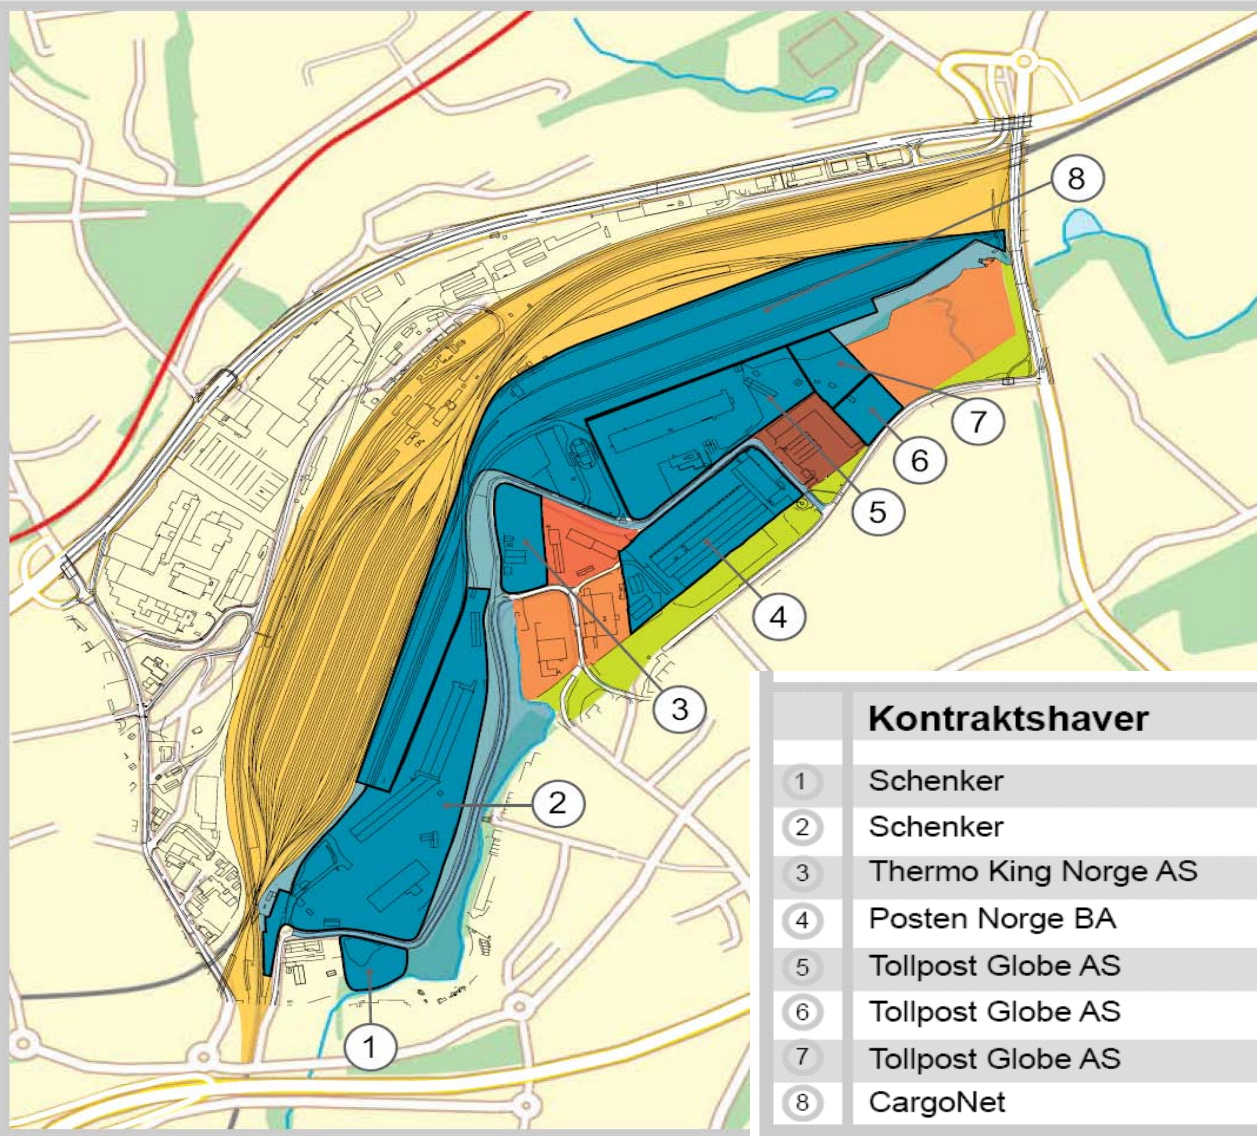 8
7
6
5
4
3
2
1
Kontraktshaver
1 Schenker
2 Schenker
3 Thermo King Norge AS
4 Posten Norge BA
5 Tollpost Globe AS
6 Tollpost Globe AS
7 Tollpost Globe AS
8 CargoNet